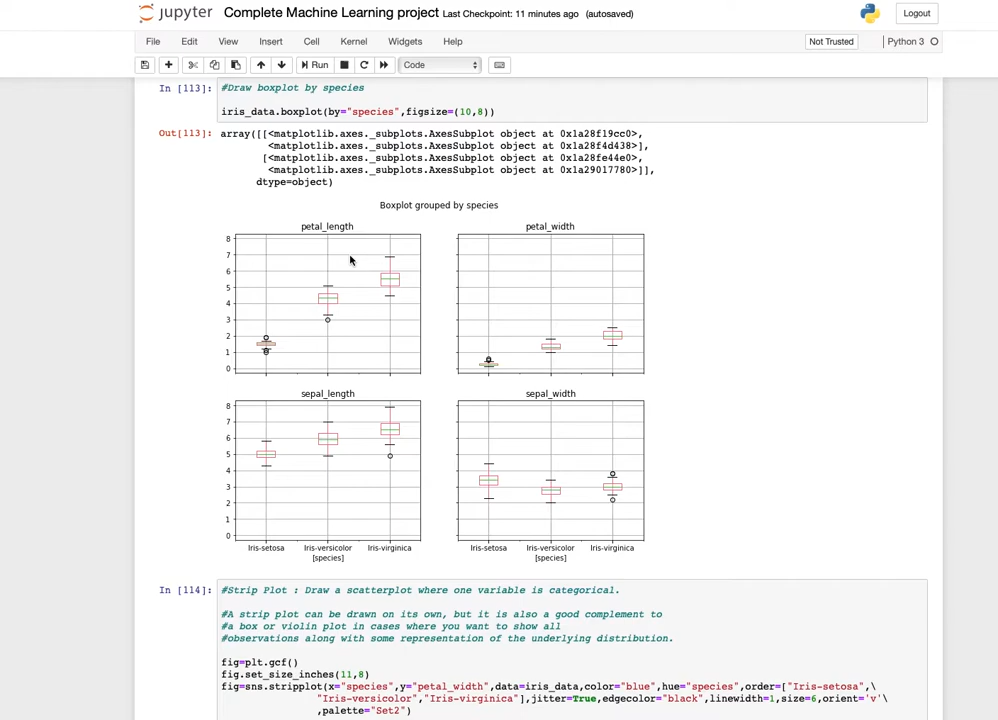 jupyter Complete Machine Learning project Last Checkpoint: 11 minutes ago (autosaved) Logout
File Edit View Insert Cell Kernel Widgets Help Not Trusted Python 3
Run Code
In [113]: #Draw boxplot by species
iris_data.boxplot(by="species",figsize=(10,8))
Out[113]: array([[<matplotlib.axes._subplots.AxesSubplot object at 0x1a28f19cc0>,
<matplotlib.axes._subplots.AxesSubplot object at 0x1a28f4d438>],
[<matplotlib.axes._subplots.AxesSubplot object at 0x1a28fe44e0>,
<matplotlib.axes._subplots.AxesSubplot object at 0x1a29017780>]],
dtype=object)
Boxplot grouped by species
petal_length petal_width
8
7
6
5
4
3
2
1
0
sepal_length sepal_width
8
7
6
5
4
3
2
1
0
Iris-setosa Iris-versicolor Iris-virginica Iris-setosa Iris-versicolor Iris-virginica
[species] [species]
In [114]: #Strip Plot : Draw a scatterplot where one variable is categorical.
#A strip plot can be drawn on its own, but it is also a good complement to
#a box or violin plot in cases where you want to show all
#observations along with some representation of the underlying distribution.
fig=plt.gcf()
fig.set_size_inches(11,8)
fig=sns.stripplot(x="species",y="petal_width",data=iris_data,color="blue",hue="species",order=["Iris-setosa",\
"Iris-versicolor","Iris-virginica"],jitter=True,edgecolor="black",linewidth=1,size=6,orient='v'\
,palette="Set2")